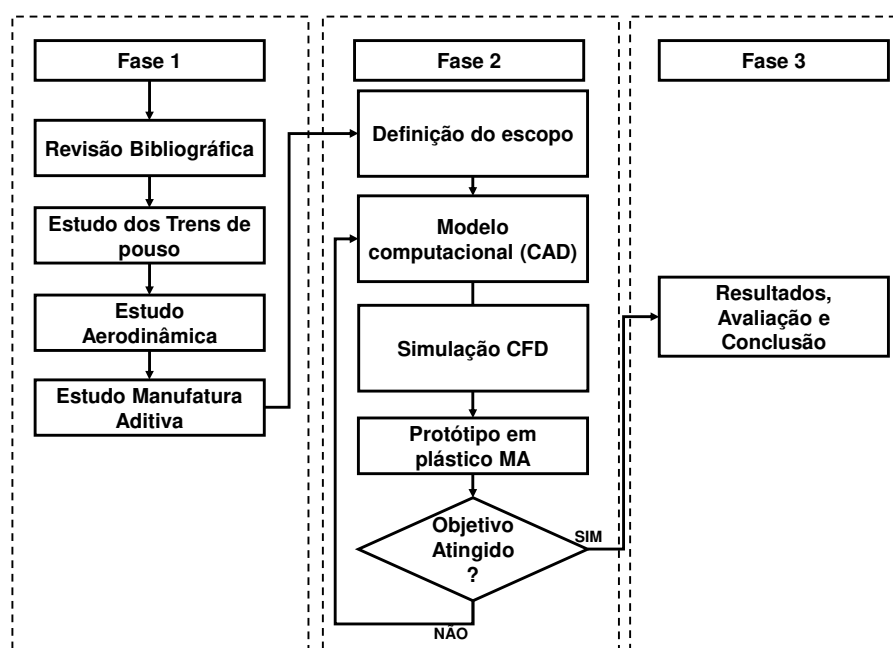 Fase 1
Revisão Bibliográfica
Estudo dos Trens de
pouso
Estudo
Aerodinâmica
Estudo Manufatura
Aditiva
Fase 2
Definição do escopo
Modelo
computacional (CAD)
Simulação CFD
Protótipo em
plástico MA
Objetivo
Atingido
?
SIM
NÃO
Fase 3
Resultados,
Avaliação e
Conclusão